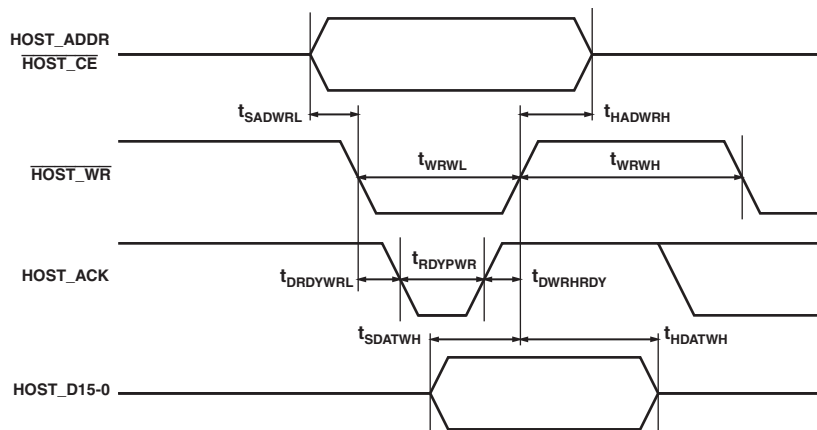 HOST_ADDR
HOST_CE
tSADWRL
tHADWRH
HOST_WR
tWRWL
tWRWH
HOST_ACK
tDRDYWRL
tRDYPWR
tDWRHRDY
tSDATWH
tHDATWH
HOST_D15-0